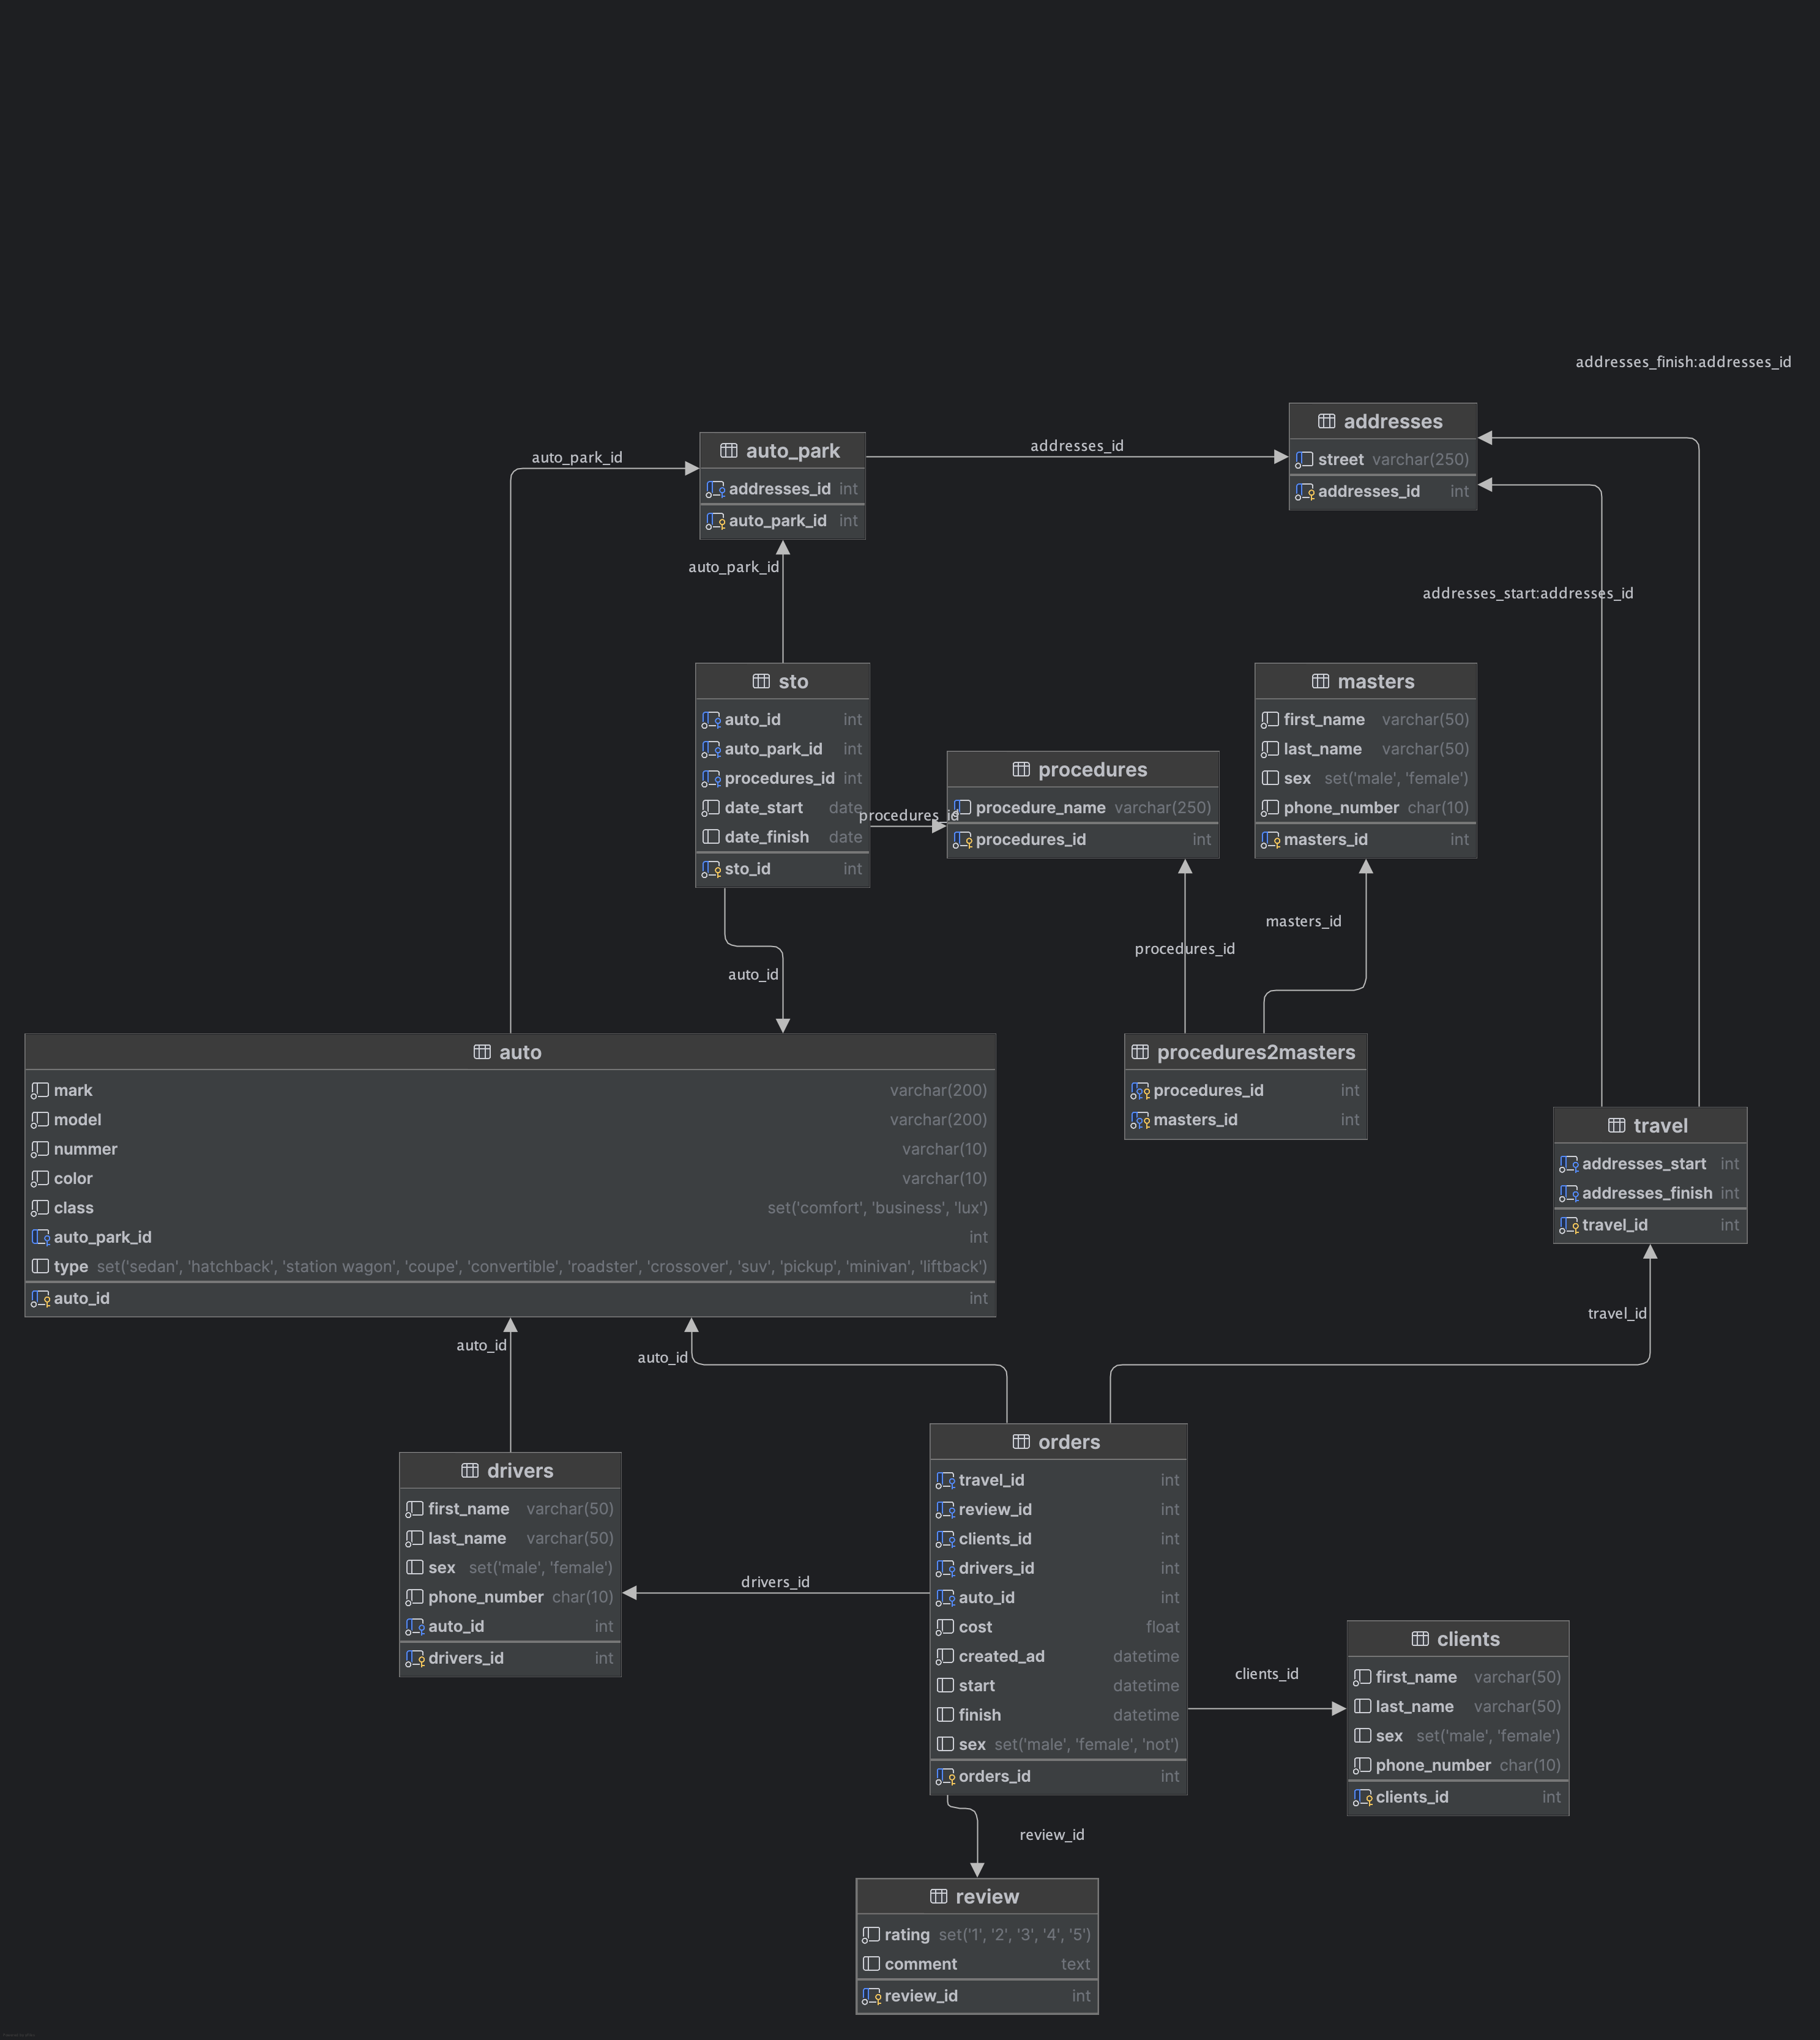 addresses_finish:addresses_id
addresses
street varchar(250)
addresses_id int
auto_park_id
auto_park
addresses_id int
auto_park_id int
addresses_id
auto_park_id
addresses_start:addresses_id
sto
auto_id int
auto_park_id int
procedures_id int
date_start date
date_finish date
sto_id int
procedures_id
procedures
procedure_name varchar(250)
procedures_id int
masters
first_name varchar(50)
last_name varchar(50)
sex set('male', 'female')
phone_number char(10)
masters_id int
masters_id
procedures_id
auto_id
auto
mark varchar(200)
model varchar(200)
nummer varchar(10)
color varchar(10)
class set('comfort', 'business', 'lux')
auto_park_id int
type set('sedan', 'hatchback', 'station wagon', 'coupe', 'convertible', 'roadster', 'crossover', 'suv', 'pickup', 'minivan', 'liftback')
auto_id int
procedures2masters
procedures_id int
masters_id int
travel
addresses_start int
addresses_finish int
travel_id int
travel_id
auto_id
auto_id
drivers
first_name varchar(50)
last_name varchar(50)
sex set('male', 'female')
phone_number char(10)
auto_id int
drivers_id int
drivers_id
orders
travel_id int
review_id int
clients_id int
drivers_id int
auto_id int
cost float
created_ad datetime
start datetime
finish datetime
sex set('male', 'female', 'not')
orders_id int
clients_id
clients
first_name varchar(50)
last_name varchar(50)
sex set('male', 'female')
phone_number char(10)
clients_id int
review_id
review
rating set('1', '2', '3', '4', '5')
comment text
review_id int